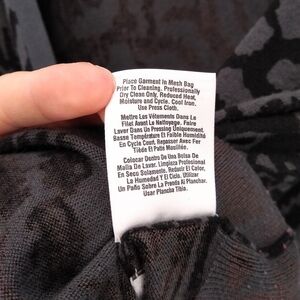 Place Garment in Mesh Bag
Prior To Cleaning. Professionally
Dry Clean Only, Reduced Heat,
Moisture and Cycle. Cool Iron.
Use Press Cloth.
Mettre Les Vêtements Dans Le
Filet Avant Le Nettoyage. Faire
Laver Dans Un Pressing Uniquement.
Basse Température Et Faible Humidité
En Cycle Court. Repasser Avec Fer
Tiède Et Patin Mouillée.
Colocar Dentro De Una Bolsa De
Malla De Lavar. Limpieza Profesional
En Seco Solamente. Reducir El Calor,
La Humedad Y El Ciclo. Utilizar
Un Paño Sobre La Prenda Al Planchar.
Usar Plancha Tibia.